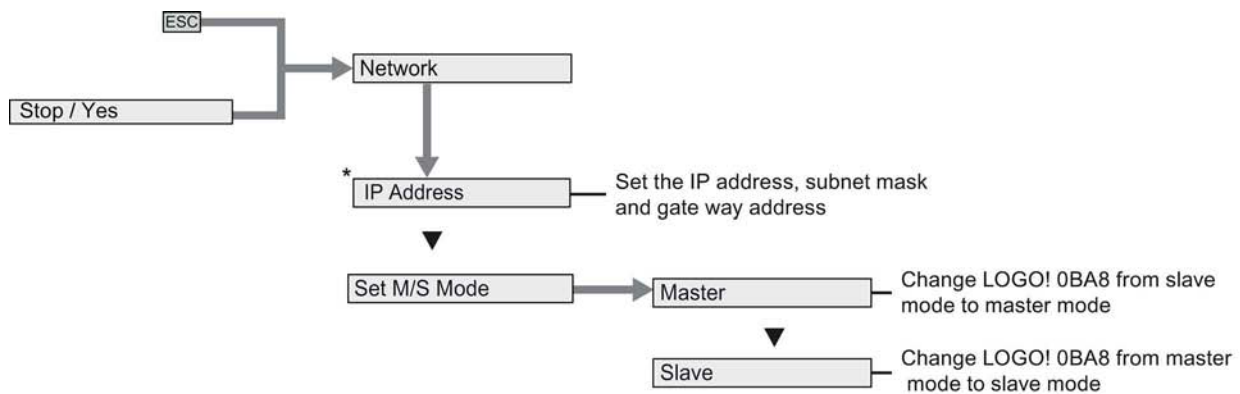 ESC
Network
Stop / Yes
*
IP Address
Set the IP address, subnet mask
and gate way address
▼
Set M/S Mode
Master
Change LOGO! 0BA8 from slave
mode to master mode
▼
Slave
Change LOGO! 0BA8 from master
mode to slave mode